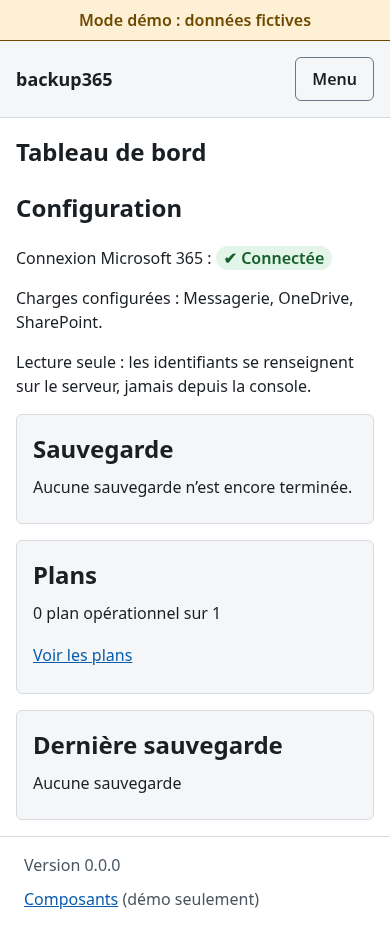 Mode démo : données fictives
backup365
Menu
Tableau de bord
Configuration
Connexion Microsoft 365 : ✔ Connectée
Charges configurées : Messagerie, OneDrive,
SharePoint.
Lecture seule : les identifiants se renseignent
sur le serveur, jamais depuis la console.
Sauvegarde
Aucune sauvegarde n’est encore terminée.
Plans
0 plan opérationnel sur 1
Voir les plans
Dernière sauvegarde
Aucune sauvegarde
Version 0.0.0
Composants (démo seulement)